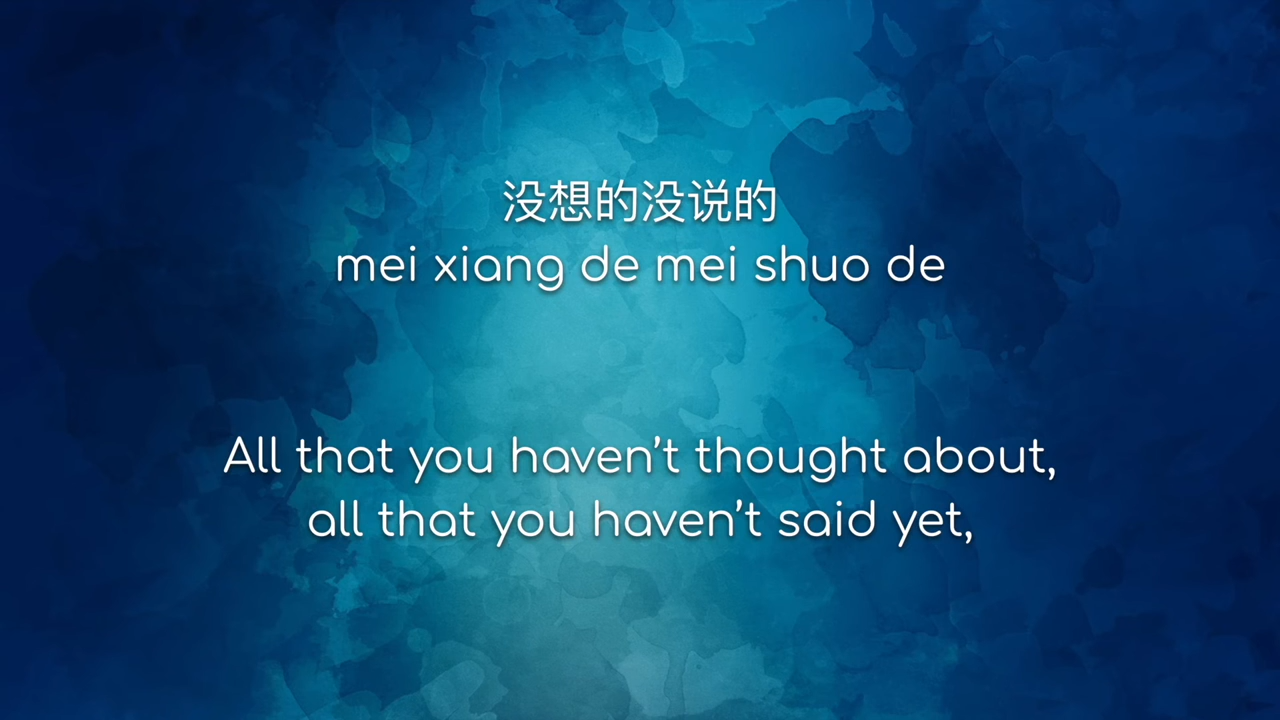 没想的没说的
mei xiang de mei shuo de
All that you haven’t thought about,
all that you haven’t said yet,